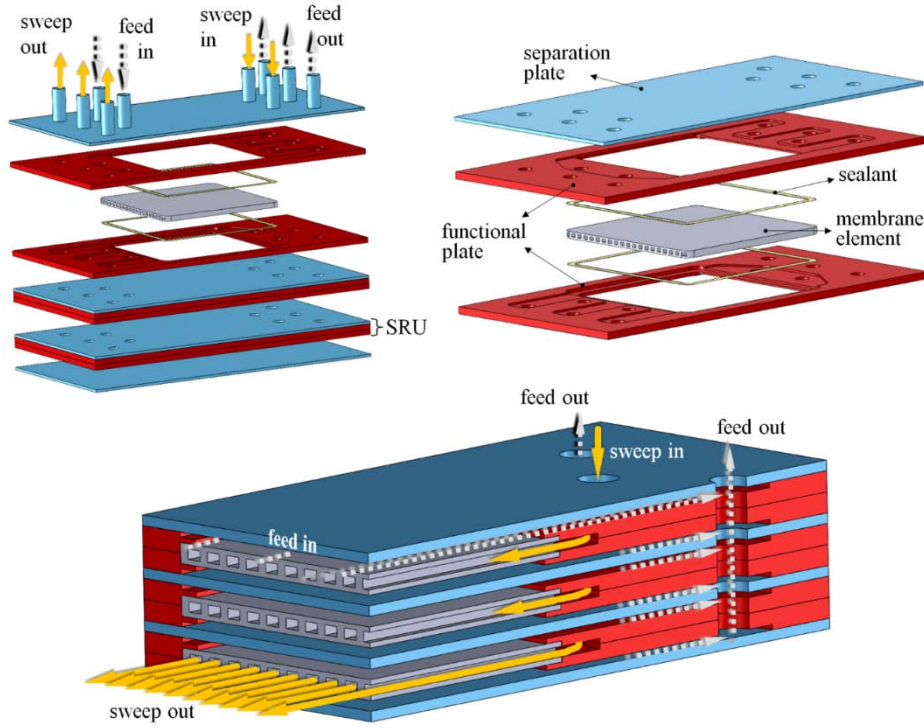 sweep
out
feed
in
sweep
in
feed
out
SRU
separation
plate
sealant
functional
plate
membrane
element
feed out
sweep in
feed out
feed in
sweep out